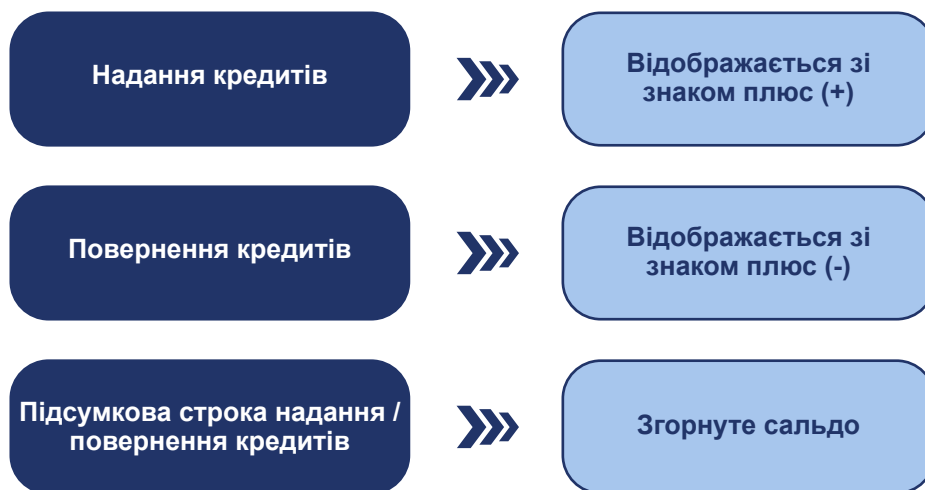 Надання кредитів
Відображається зі
знаком плюс (+)
Повернення кредитів
Відображається зі
знаком плюс (-)
Підсумкова строка надання /
повернення кредитів
Згорнуте сальдо